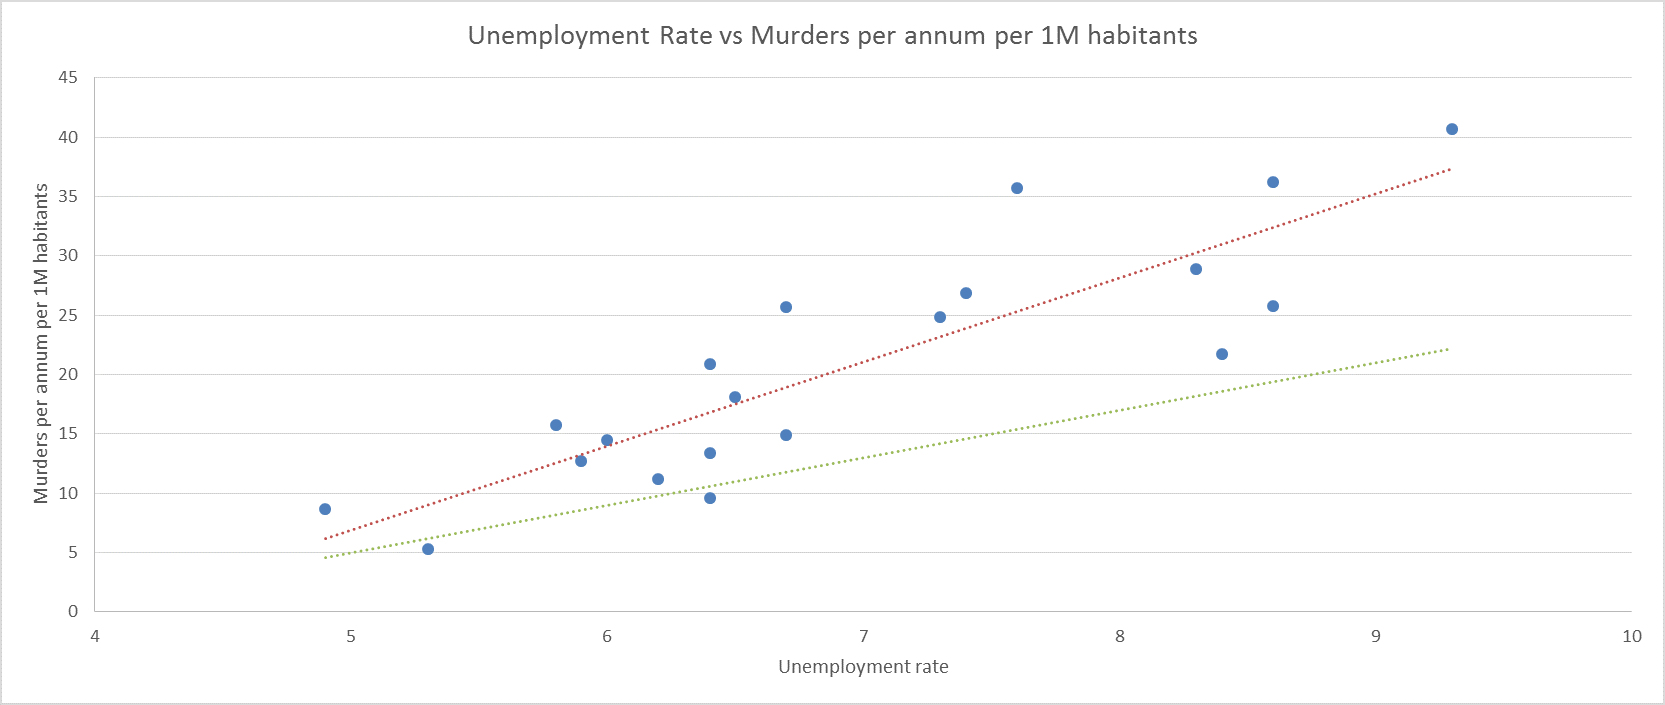 Unemployment Rate vs Murders per annum per 1M habitants
45
40
35
30
25
20
15
10
5
0
Murders per annum per 1M habitants
4 5 6 7 8 9 10
Unemployment rate